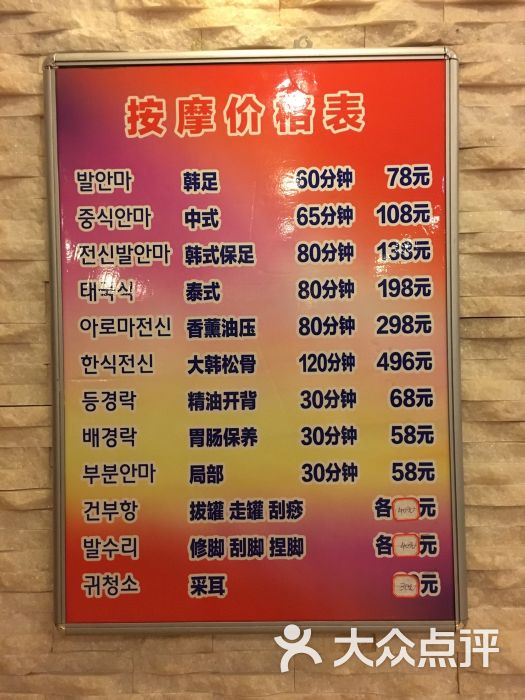 按摩价格表
발안마 韩足 60分钟 78元
중식안마 中式 65分钟 108元
전신발안마 韩式保足 80分钟 138元
태국식 泰式 80分钟 198元
아로마전신 香薰油压 80分钟 298元
한식전신 大韩松骨 120分钟 496元
등경락 精油开背 30分钟 68元
배경락 胃肠保养 30分钟 58元
부분안마 局部 30分钟 58元
건부항 拔罐 走罐 刮痧 各 元
발수리 修脚 刮脚 捏脚 各 元
귀청소 采耳 元
大众点评